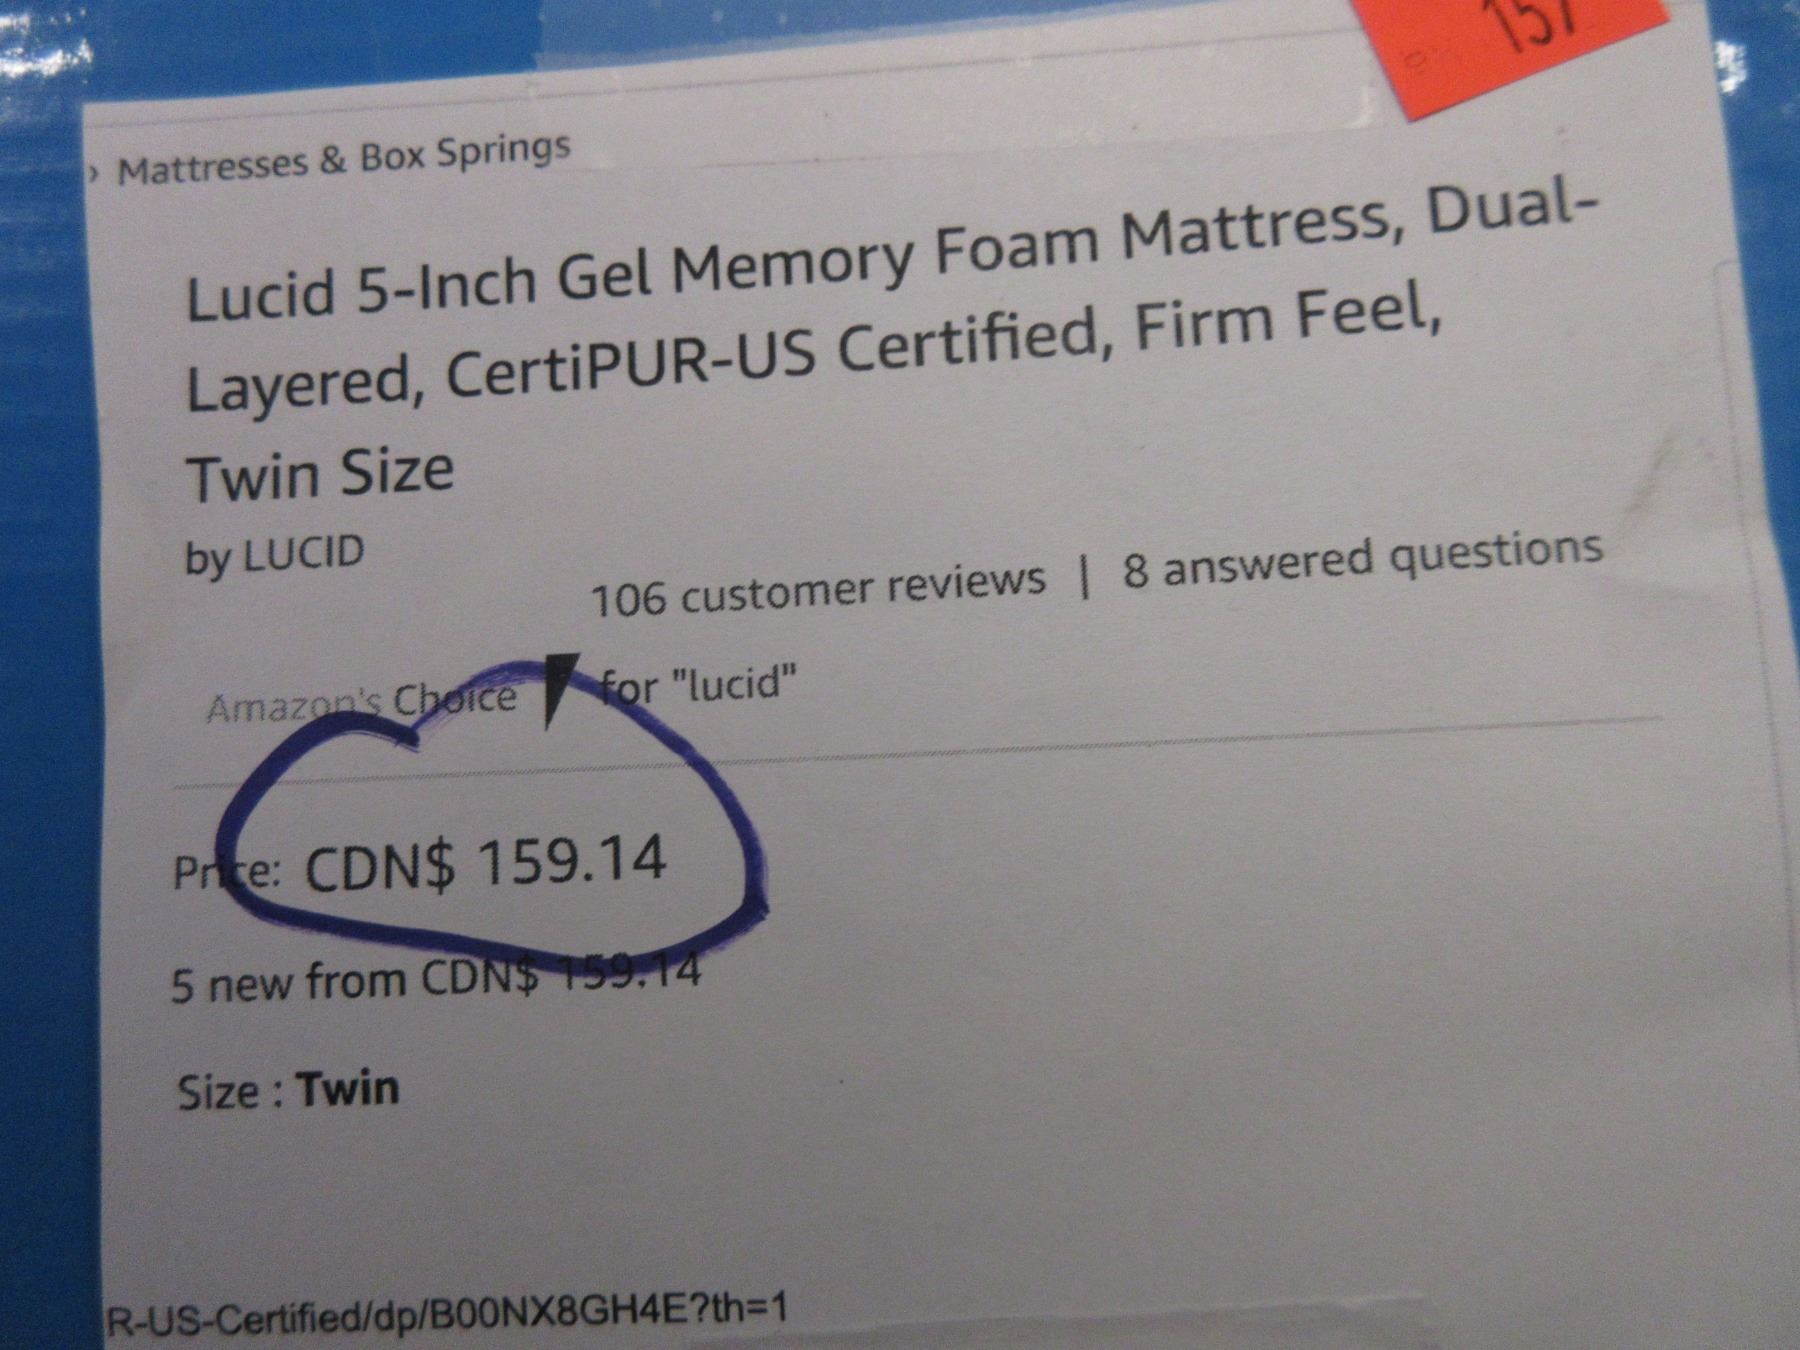 157
› Mattresses & Box Springs
Lucid 5-Inch Gel Memory Foam Mattress, Dual-
Layered, CertiPUR-US Certified, Firm Feel,
Twin Size
by LUCID
106 customer reviews | 8 answered questions
Amazon's Choice for "lucid"
Price: CDN$ 159.14
5 new from CDN$ 159.14
Size : Twin
R-US-Certified/dp/B00NX8GH4E?th=1